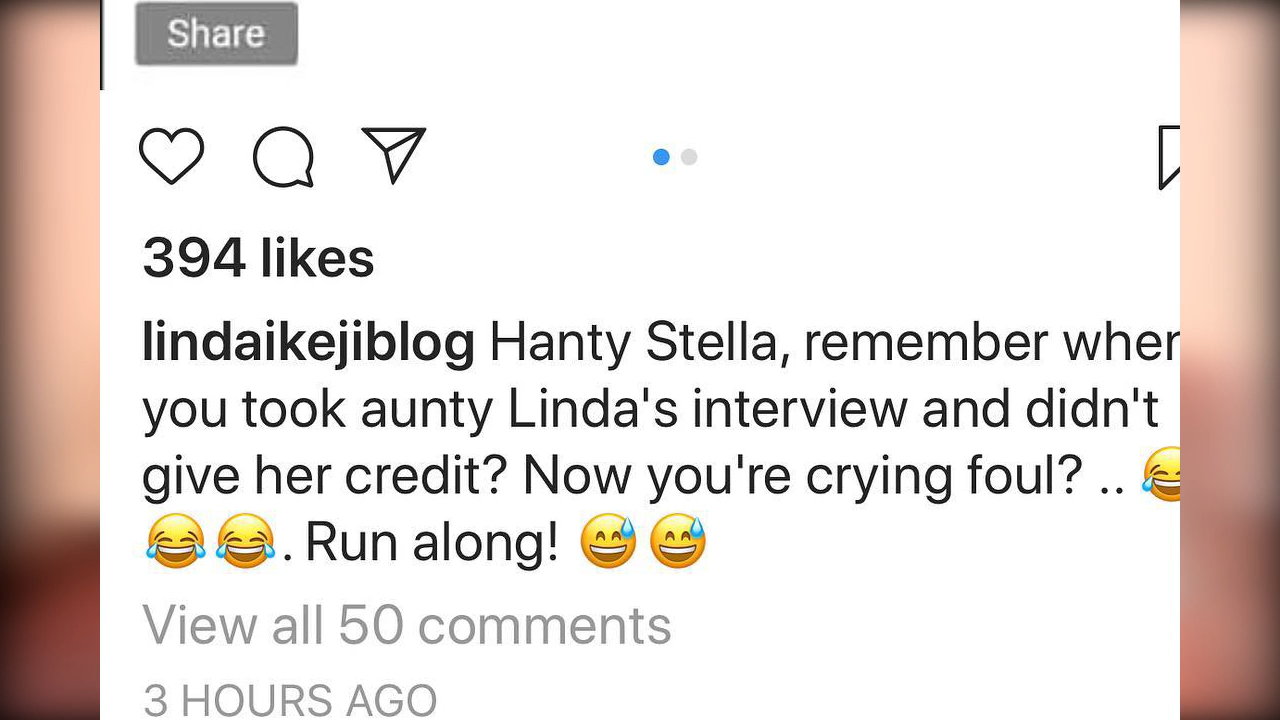 Share
394 likes
lindaikejiblog Hanty Stella, remember when
you took aunty Linda's interview and didn't
give her credit? Now you're crying foul? .. 😂
😂😂. Run along! 😅😅
View all 50 comments
3 HOURS AGO